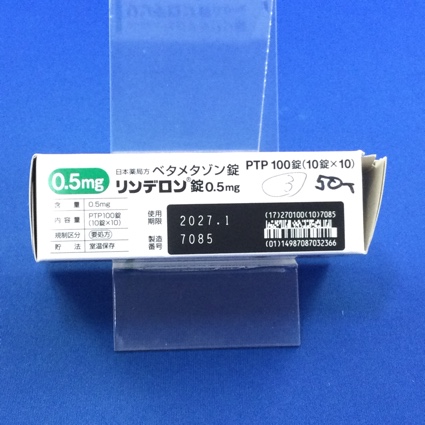 0.5mg
日本薬局方 ベタメタゾン錠 PTP 100錠(10錠×10)
リンデロン®錠0.5mg
3 50
含量 0.5mg
内容量 PTP100錠
(10錠×10)
規制区分 要処方
貯法 室温保存
使用
期限 2027.1
製造
番号 7085
(17)270100(10)7085
(01)14987087032366